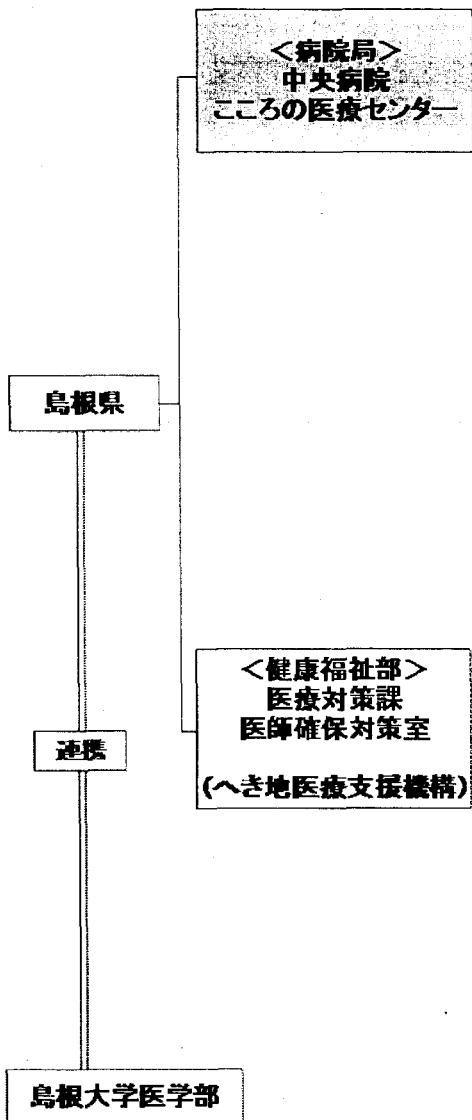 ＜病院局＞
中央病院
こころの医療センター
島根県
＜健康福祉部＞
医療対策課
医師確保対策室
(へき地医療支援機構)
連携
島根大学医学部